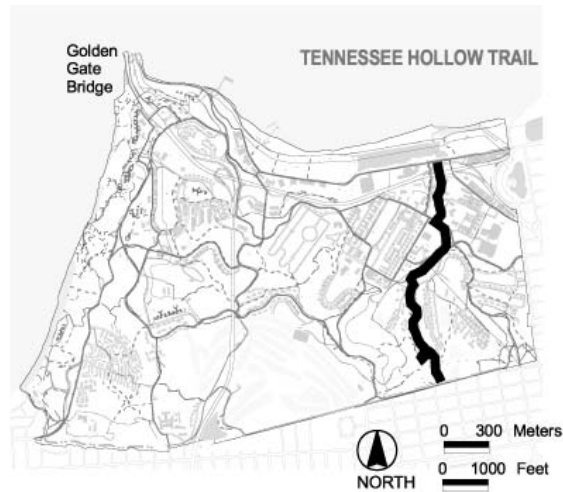 Golden
Gate
Bridge
TENNESSEE HOLLOW TRAIL
0 300 Meters
0 1000 Feet
NORTH